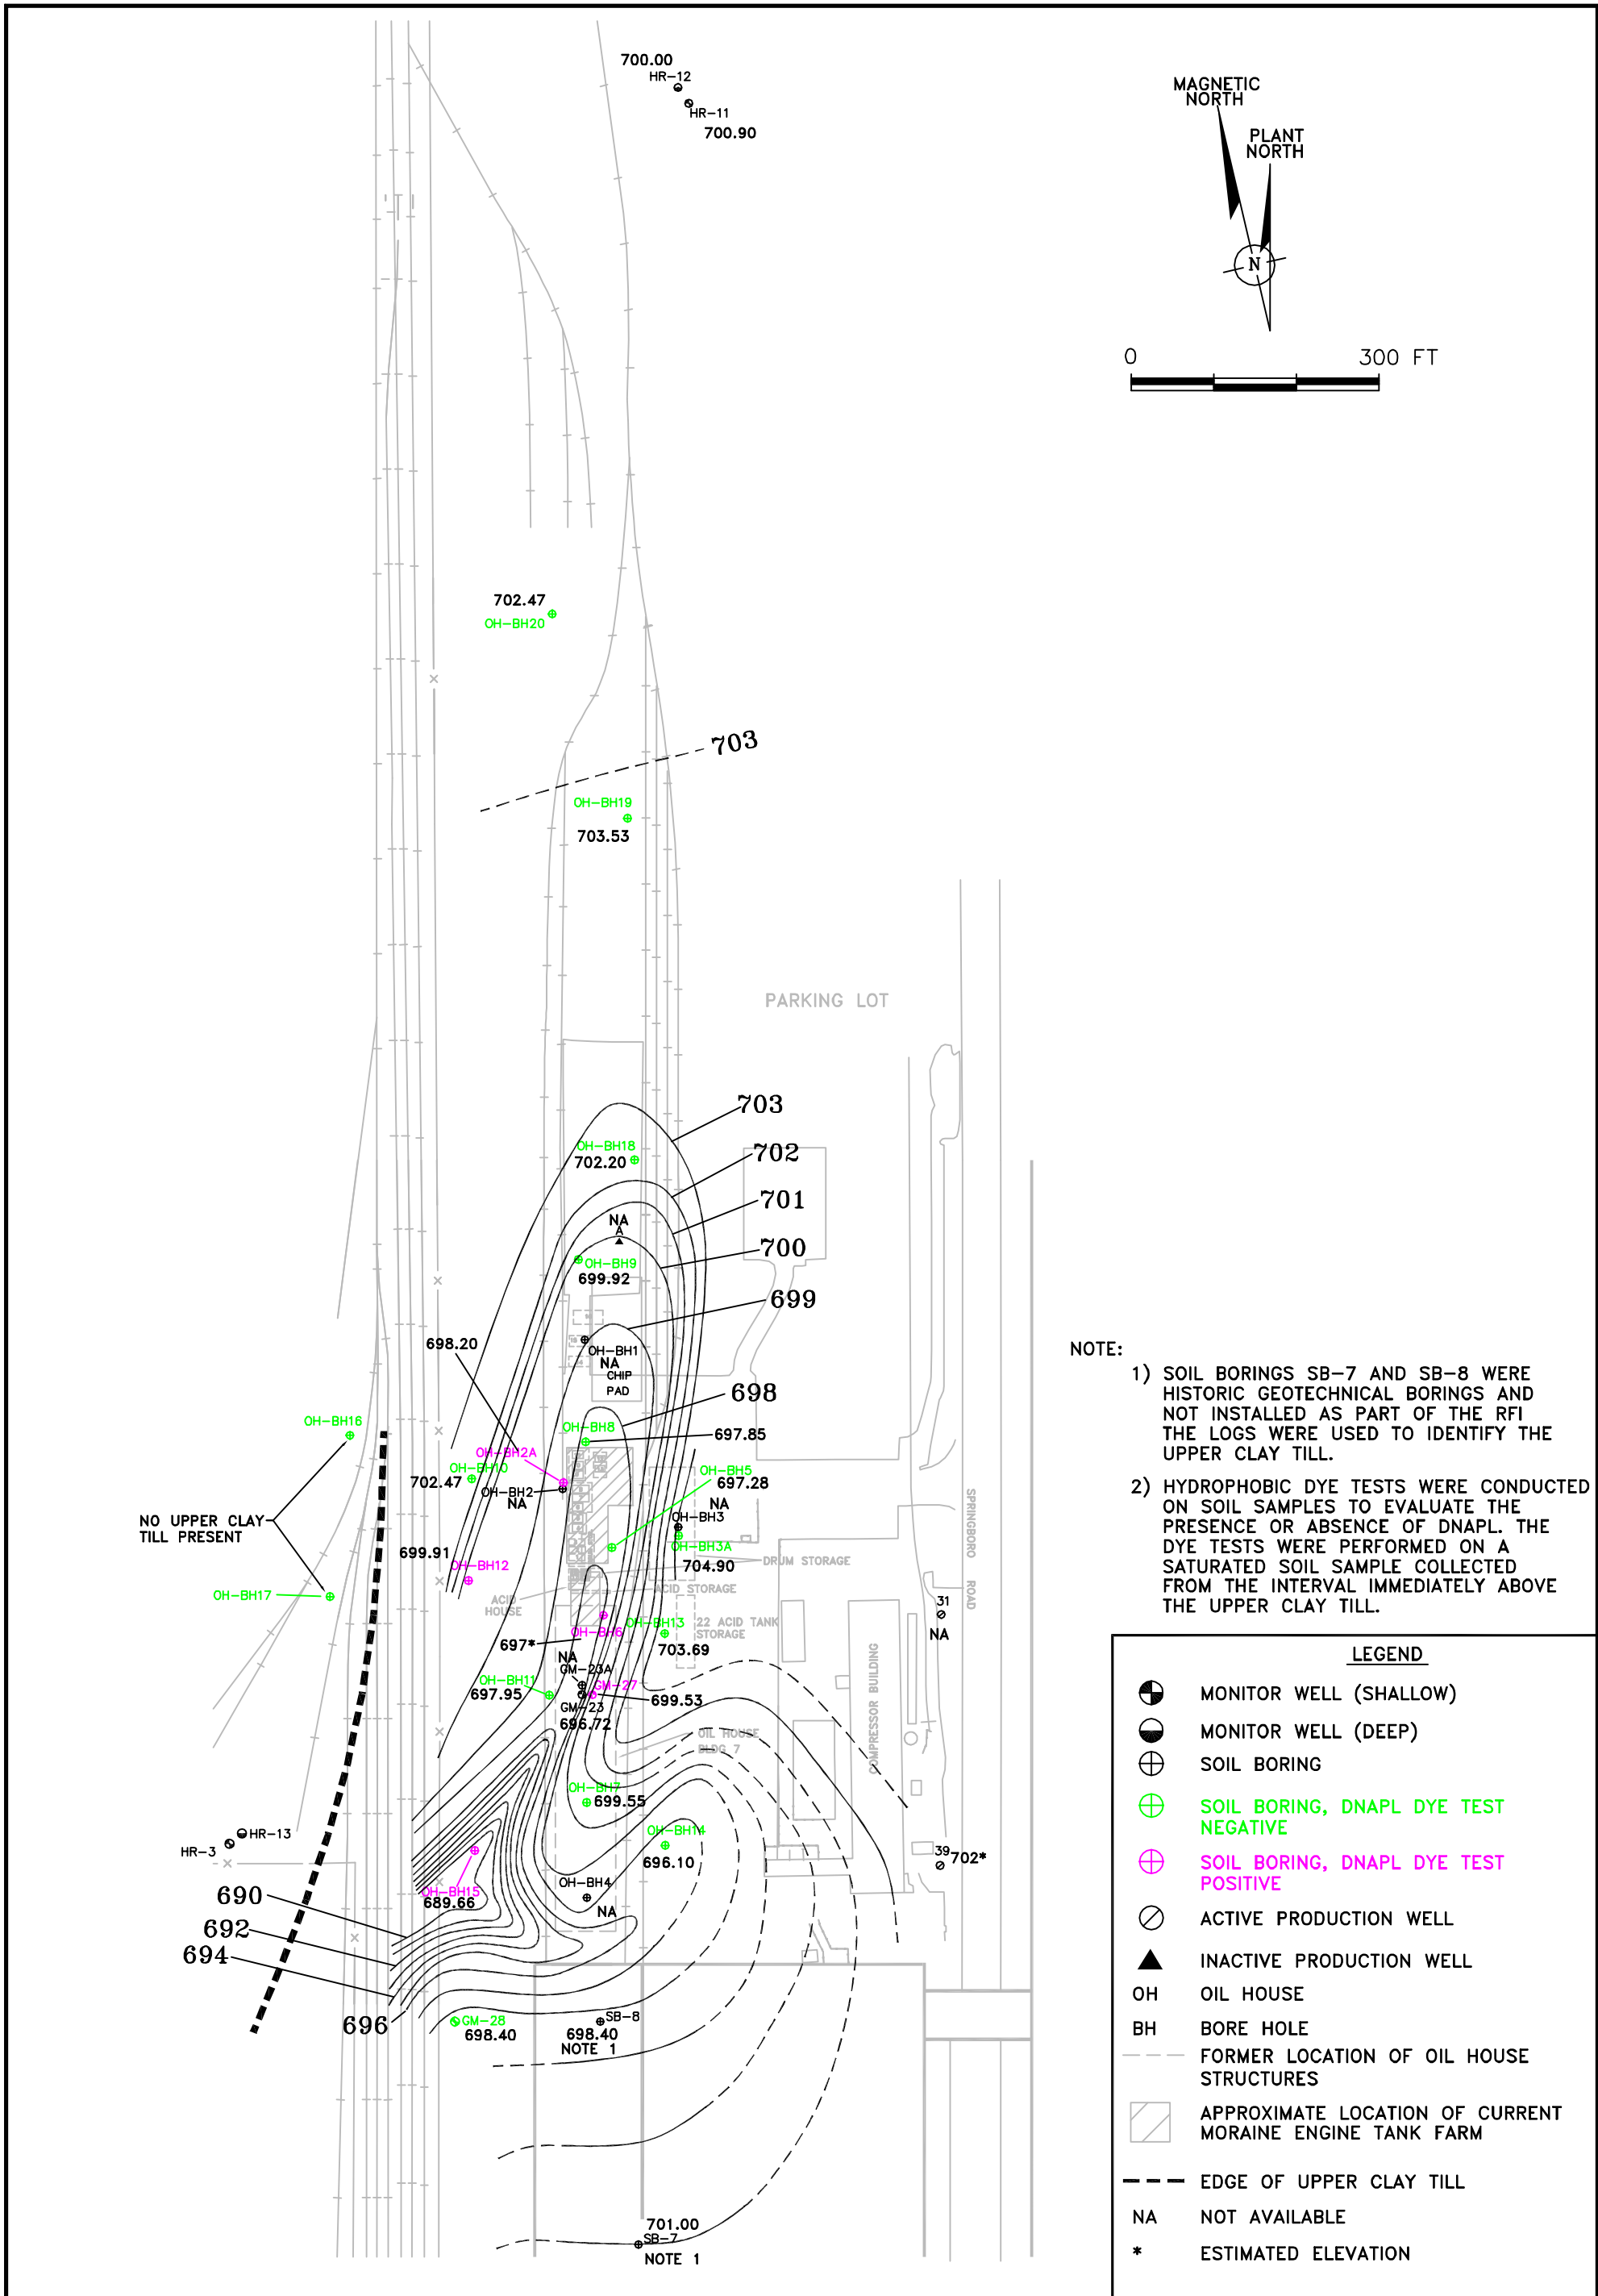 700.00
HR-12
HR-11
700.90
MAGNETIC
NORTH
PLANT
NORTH
N
0
300 FT
702.47
OH-BH20
703
OH-BH19
703.53
PARKING LOT
703
OH-BH18
702.20
702
701
NA
A
700
OH-BH9
699.92
699
698.20
OH-BH1
NA
CHIP
PAD
698
OH-BH16
OH-BH8
697.85
OH-BH2A
OH-BH10
702.47
OH-BH2
NA
OH-BH5
697.28
NA
OH-BH3
OH-BH3A
704.90
NO UPPER CLAY
TILL PRESENT
699.91
OH-BH12
DRUM STORAGE
ACID STORAGE
OH-BH17
ACID
HOUSE
OH-BH6
OH-BH13
22 ACID TANK
STORAGE
703.69
697*
NA
GM-23A
OH-BH11
697.95
GM-27
699.53
GM-23
696.72
OIL HOUSE
BLDG 7
COMPRESSOR BUILDING
SPRINGBORO ROAD
31
NA
OH-BH7
699.55
OH-BH14
696.10
HR-13
HR-3
39
702*
OH-BH15
689.66
OH-BH4
NA
690
692
694
696
GM-28
698.40
SB-8
698.40
NOTE 1
701.00
SB-7
NOTE 1
NOTE:
1) SOIL BORINGS SB-7 AND SB-8 WERE
HISTORIC GEOTECHNICAL BORINGS AND
NOT INSTALLED AS PART OF THE RFI
THE LOGS WERE USED TO IDENTIFY THE
UPPER CLAY TILL.
2) HYDROPHOBIC DYE TESTS WERE CONDUCTED
ON SOIL SAMPLES TO EVALUATE THE
PRESENCE OR ABSENCE OF DNAPL. THE
DYE TESTS WERE PERFORMED ON A
SATURATED SOIL SAMPLE COLLECTED
FROM THE INTERVAL IMMEDIATELY ABOVE
THE UPPER CLAY TILL.
LEGEND
MONITOR WELL (SHALLOW)
MONITOR WELL (DEEP)
SOIL BORING
SOIL BORING, DNAPL DYE TEST
NEGATIVE
SOIL BORING, DNAPL DYE TEST
POSITIVE
ACTIVE PRODUCTION WELL
INACTIVE PRODUCTION WELL
OH OIL HOUSE
BH BORE HOLE
FORMER LOCATION OF OIL HOUSE
STRUCTURES
APPROXIMATE LOCATION OF CURRENT
MORAINE ENGINE TANK FARM
EDGE OF UPPER CLAY TILL
NA NOT AVAILABLE
* ESTIMATED ELEVATION